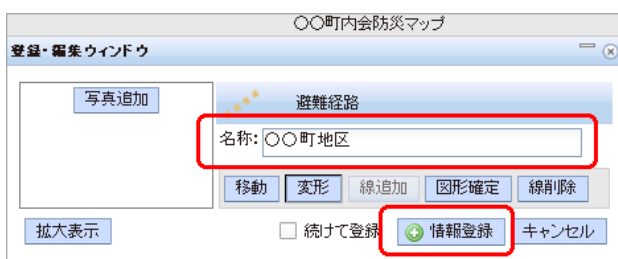 〇〇町内会防災マップ
登録・編集ウィンドウ
写真追加
避難経路
名称: 〇〇町地区
移動 変形 線追加 図形確定 線削除
拡大表示 続けて登録 情報登録 キャンセル